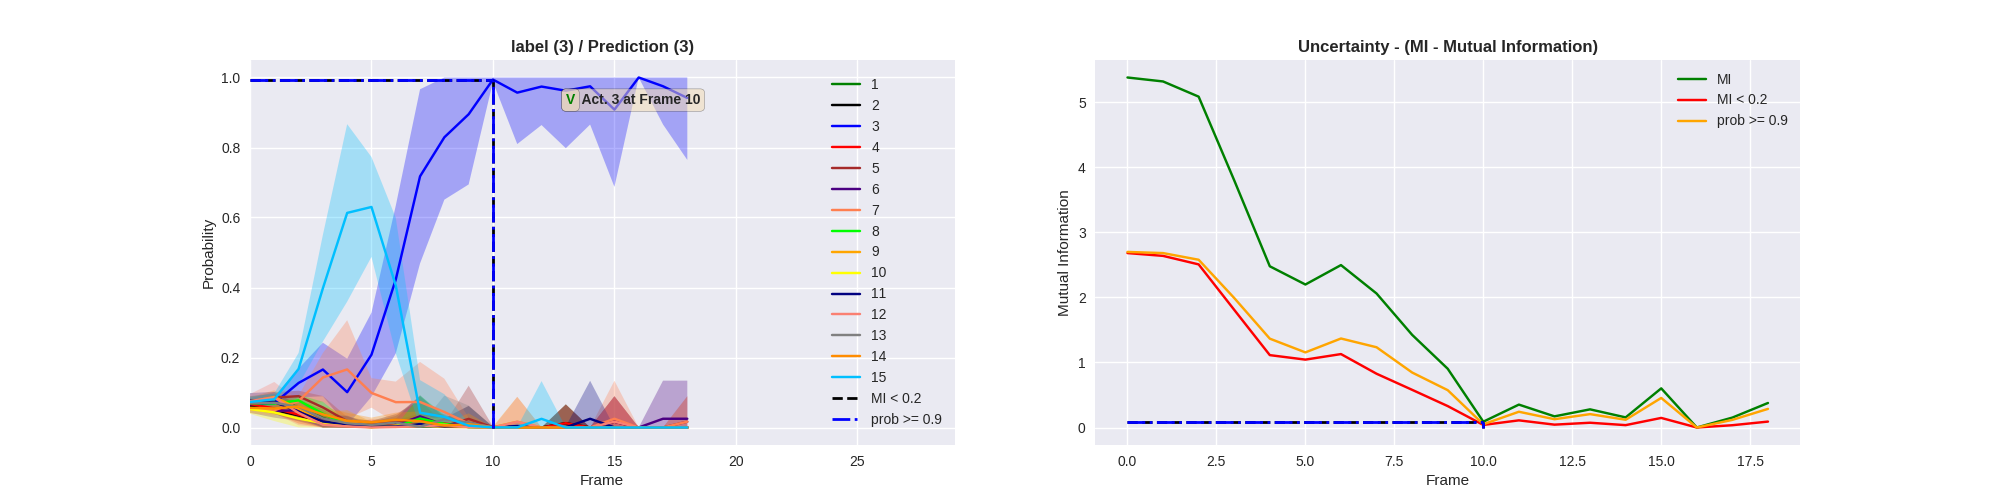 label (3) / Prediction (3)
Probability
1.0
0.8
0.6
0.4
0.2
0.0
0 5 10 15 20 25
Frame
V Act. 3 at Frame 10
1
2
3
4
5
6
7
8
9
10
11
12
13
14
15
MI < 0.2
prob >= 0.9
Uncertainty - (MI - Mutual Information)
Mutual Information
5
4
3
2
1
0
0.0 2.5 5.0 7.5 10.0 12.5 15.0 17.5
Frame
MI
MI < 0.2
prob >= 0.9